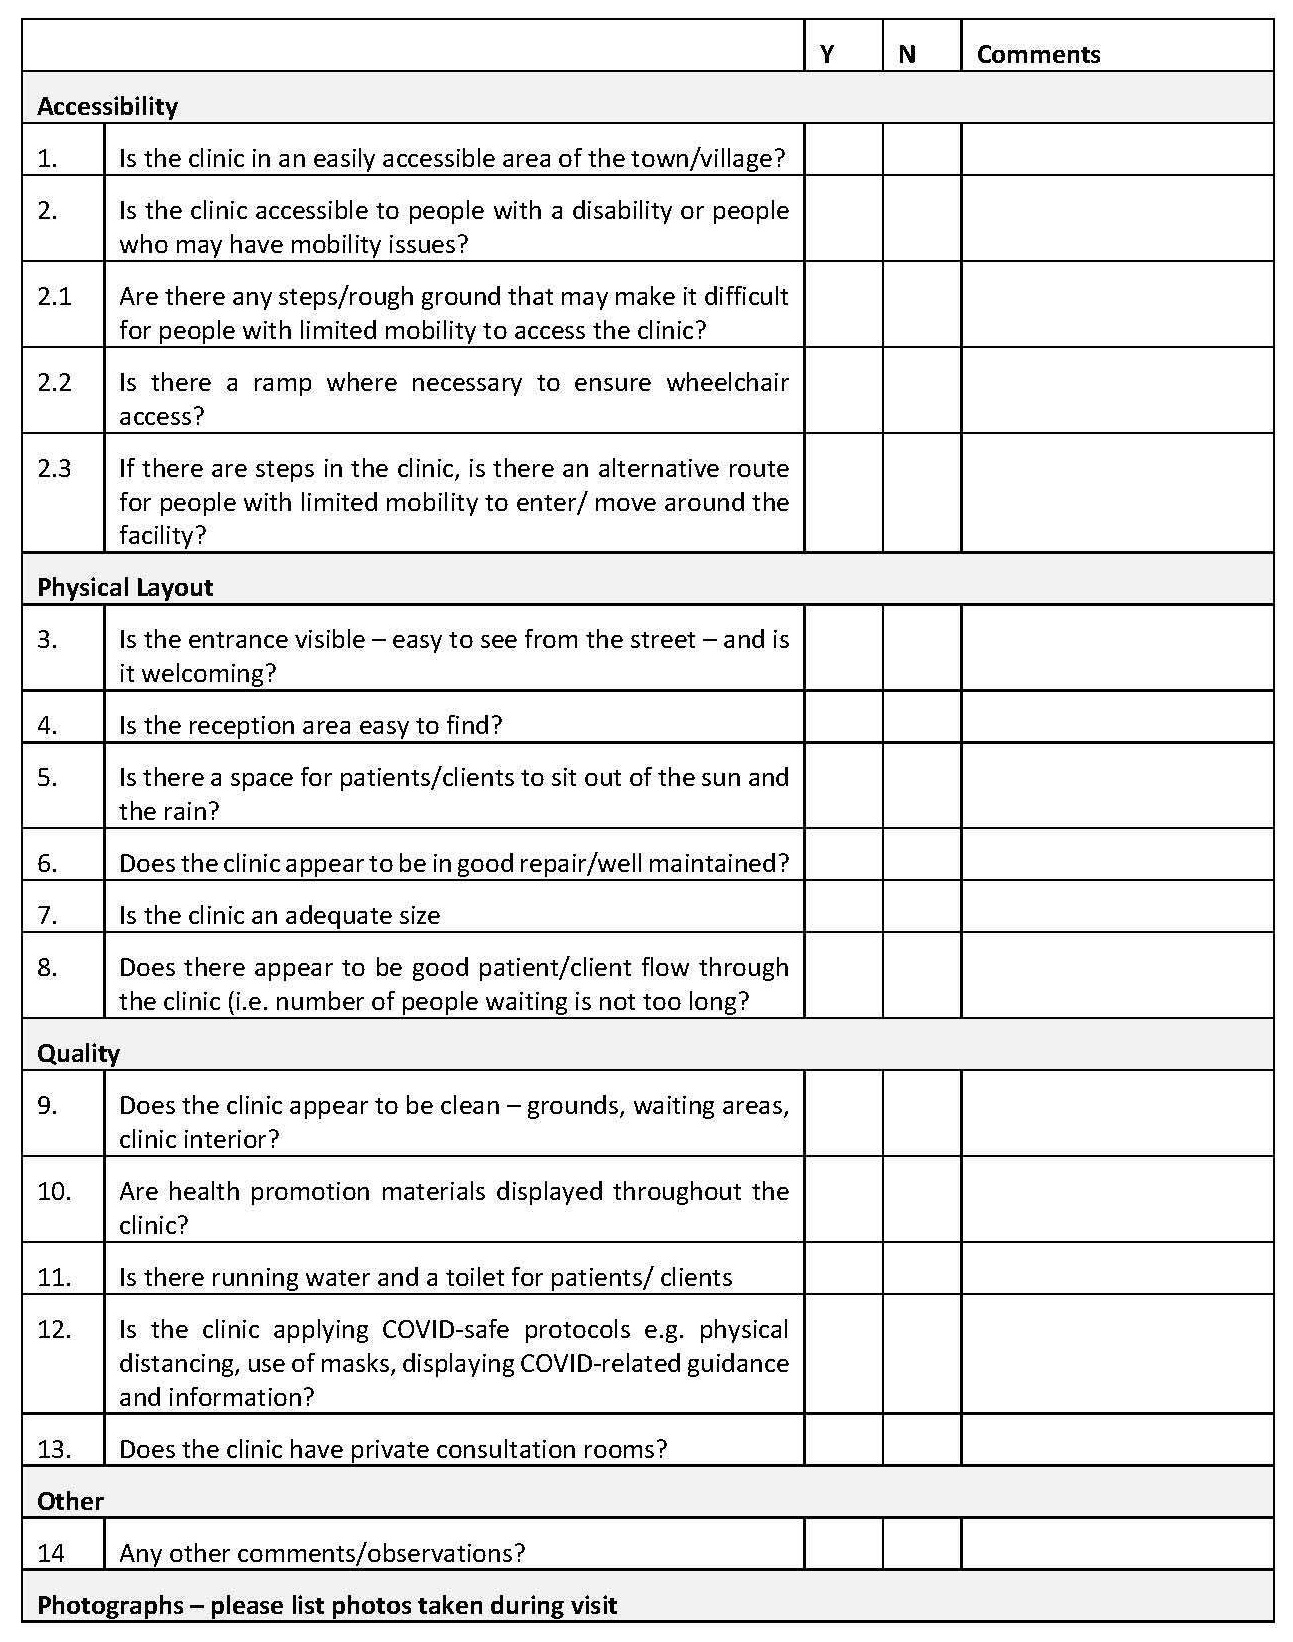 Y N Comments
Accessibility
1. Is the clinic in an easily accessible area of the town/village?
2. Is the clinic accessible to people with a disability or people
who may have mobility issues?
2.1 Are there any steps/rough ground that may make it difficult
for people with limited mobility to access the clinic?
2.2 Is there a ramp where necessary to ensure wheelchair
access?
2.3 If there are steps in the clinic, is there an alternative route
for people with limited mobility to enter/ move around the
facility?
Physical Layout
3. Is the entrance visible – easy to see from the street – and is
it welcoming?
4. Is the reception area easy to find?
5. Is there a space for patients/clients to sit out of the sun and
the rain?
6. Does the clinic appear to be in good repair/well maintained?
7. Is the clinic an adequate size
8. Does there appear to be good patient/client flow through
the clinic (i.e. number of people waiting is not too long?
Quality
9. Does the clinic appear to be clean – grounds, waiting areas,
clinic interior?
10. Are health promotion materials displayed throughout the
clinic?
11. Is there running water and a toilet for patients/ clients
12. Is the clinic applying COVID-safe protocols e.g. physical
distancing, use of masks, displaying COVID-related guidance
and information?
13. Does the clinic have private consultation rooms?
Other
14 Any other comments/observations?
Photographs – please list photos taken during visit